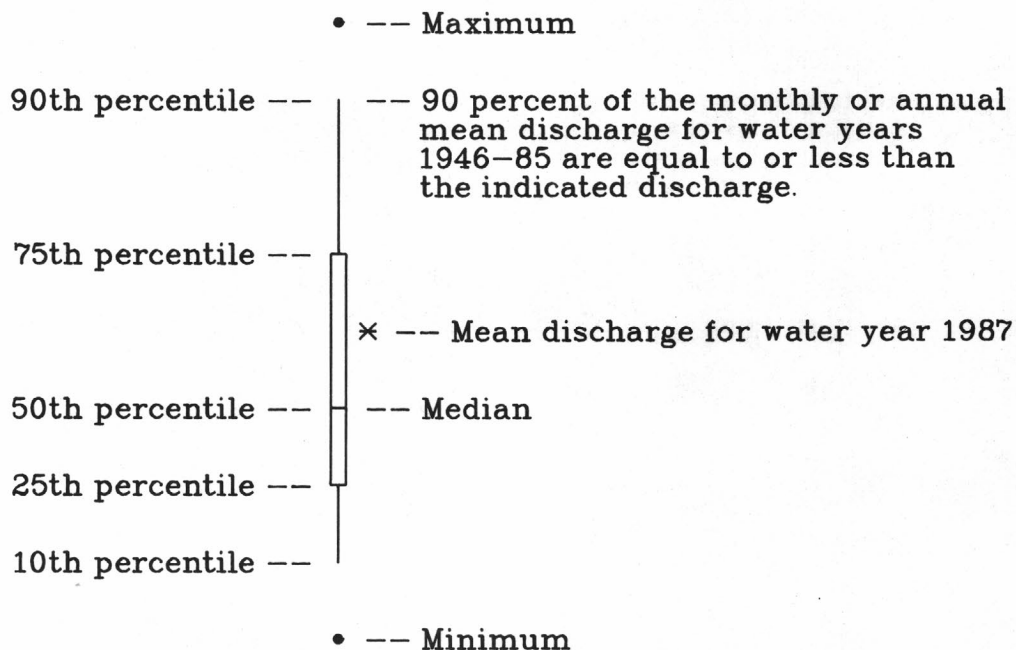 -- Maximum
90th percentile -- -- 90 percent of the monthly or annual
mean discharge for water years
1946-85 are equal to or less than
the indicated discharge.
75th percentile --
-- Mean discharge for water year 1987
50th percentile -- -- Median
25th percentile --
10th percentile --
-- Minimum